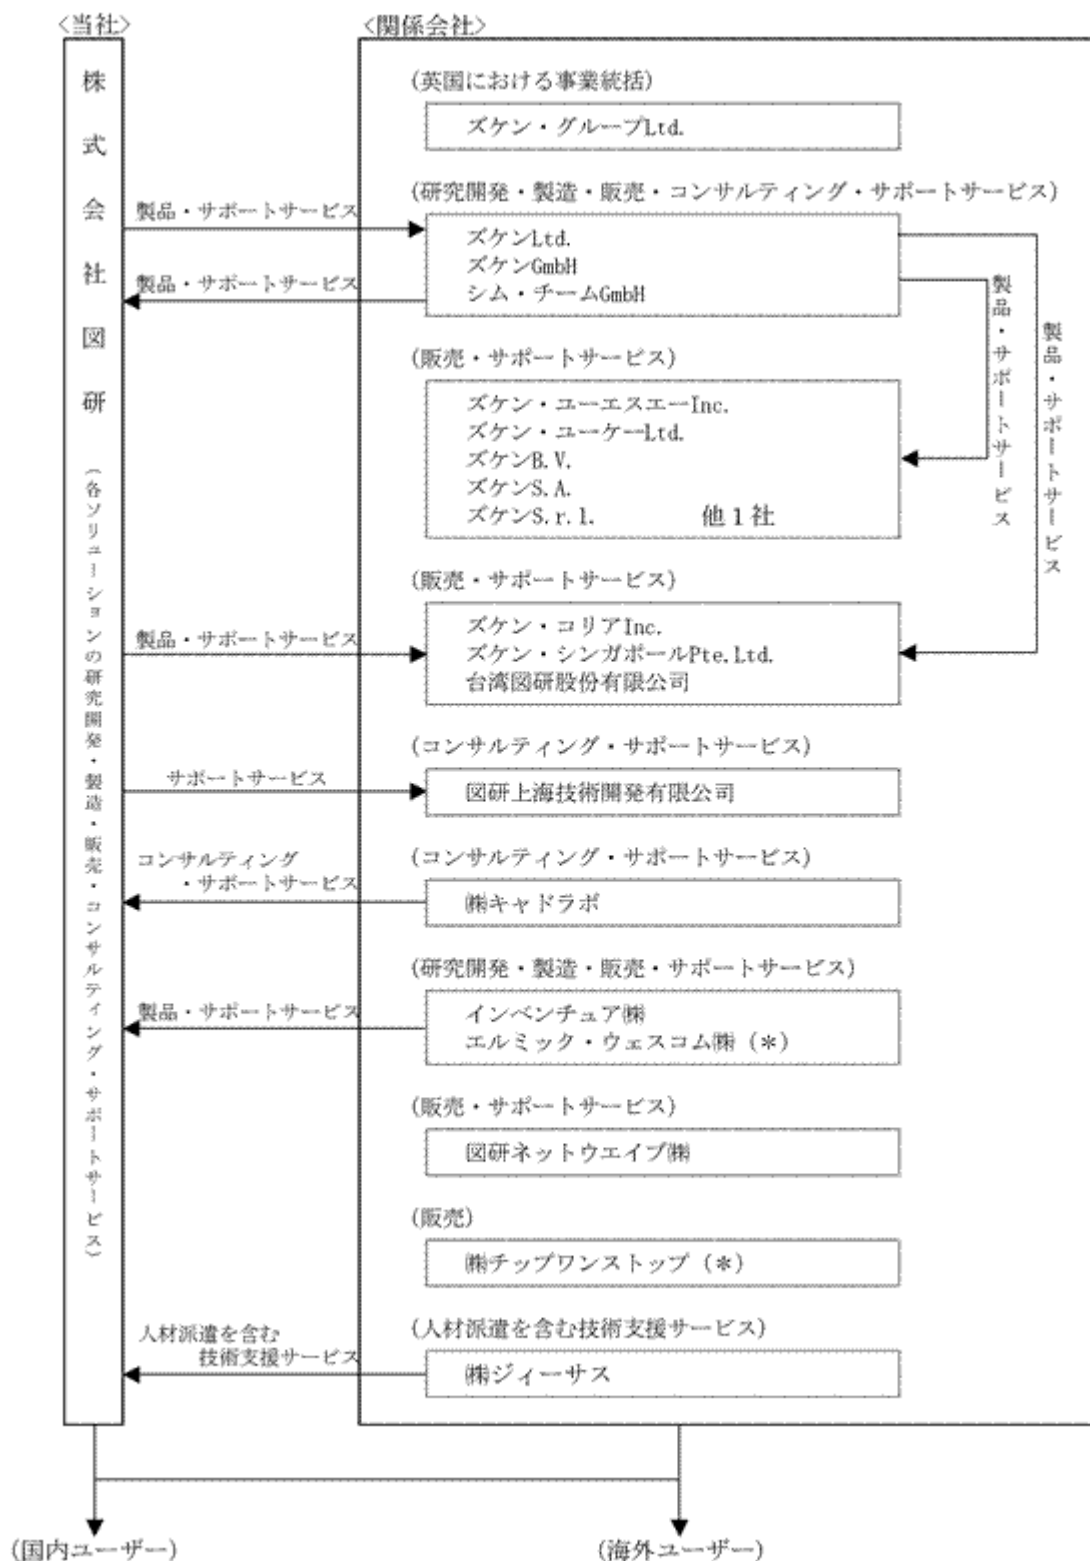 〈当社〉
株式会社図研
(各ソリューションの研究開発・製造・販売・コンサルティング・サポートサービス)
〈関係会社〉
(英国における事業統括)
ズケン・グループLtd.
(研究開発・製造・販売・コンサルティング・サポートサービス)
製品・サポートサービス
ズケンLtd.
ズケンGmbH
製品・サポートサービス
シム・チームGmbH
製品・サポートサービス
製品・サポートサービス
(販売・サポートサービス)
ズケン・ユーエスエーInc.
ズケン・ユーケーLtd.
ズケンB.V.
ズケンS.A.
ズケンS.r.l. 他1社
(販売・サポートサービス)
製品・サポートサービス
ズケン・コリアInc.
ズケン・シンガポールPte.Ltd.
台湾図研股份有限公司
(コンサルティング・サポートサービス)
サポートサービス
図研上海技術開発有限公司
(コンサルティング・サポートサービス)
コンサルティング
・サポートサービス
㈱キャドラボ
(研究開発・製造・販売・サポートサービス)
製品・サポートサービス
インベンチュア㈱
エルミック・ウェスコム㈱(*)
(販売・サポートサービス)
図研ネットウエイブ㈱
(販売)
㈱チップワンストップ(*)
(人材派遣を含む技術支援サービス)
人材派遣を含む
技術支援サービス
㈱ジィーサス
(国内ユーザー)
(海外ユーザー)